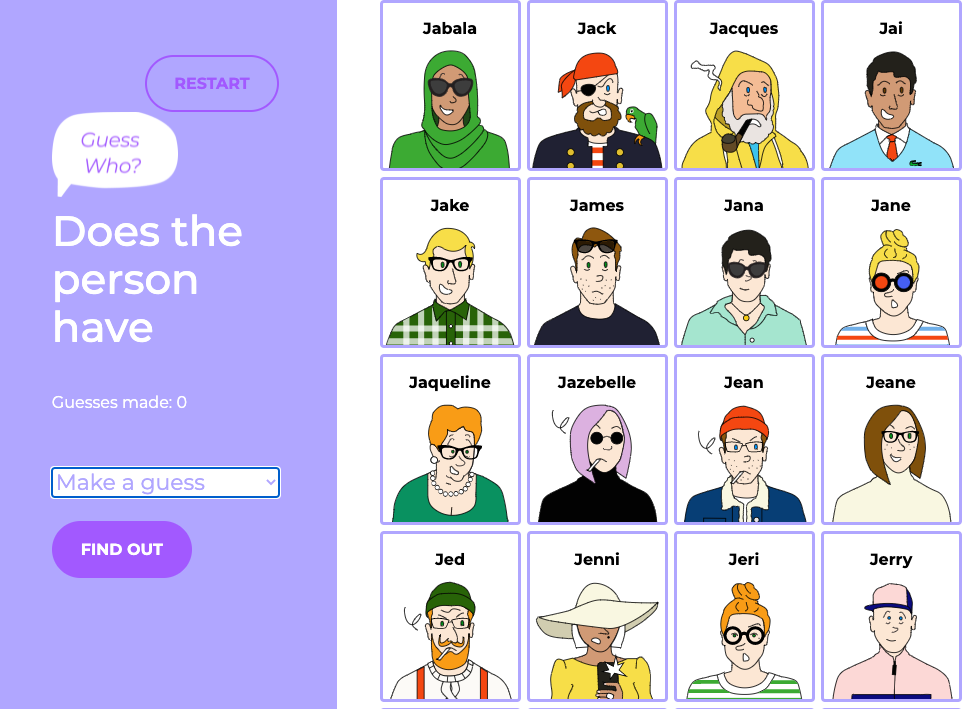 RESTART
Guess
Who?
Does the
person
have
Guesses made: 0
Make a guess
FIND OUT
Jabala
Jack
Jacques
Jai
Jake
James
Jana
Jane
Jaqueline
Jazebelle
Jean
Jeane
Jed
Jenni
Jeri
Jerry